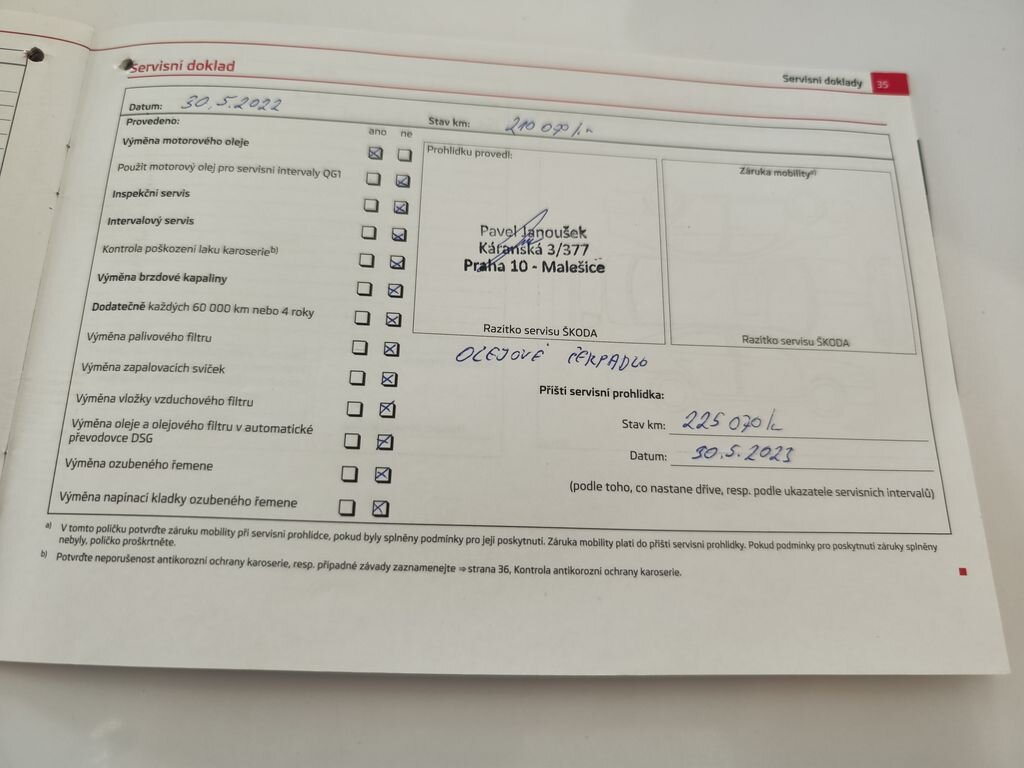 Servisní doklad
Servisní doklady 35
Datum: 30.5.2022
Stav km: 210 070 km
Provedeno:
ano ne
Výměna motorového oleje
Použit motorový olej pro servisní intervaly QG1
Inspekční servis
Intervalový servis
Kontrola poškození laku karoserie b)
Výměna brzdové kapaliny
Dodatečně každých 60 000 km nebo 4 roky
Výměna palivového filtru
Výměna zapalovacích svíček
Výměna vložky vzduchového filtru
Výměna oleje a olejového filtru v automatické
převodovce DSG
Výměna ozubeného řemene
Výměna napínací kladky ozubeného řemene
Prohlídku provedl:
Pavel Janoušek
Káranská 3/377
Praha 10 - Malešice
Razítko servisu ŠKODA
Záruka mobility a)
Razítko servisu ŠKODA
OLEJOVÉ ČERPADLO
Příští servisní prohlídka:
Stav km: 225 070 km
Datum: 30.5.2023
(podle toho, co nastane dříve, resp. podle ukazatele servisních intervalů)
a) V tomto políčku potvrďte záruku mobility při servisní prohlídce, pokud byly splněny podmínky pro její poskytnutí. Záruka mobility platí do příští servisní prohlídky. Pokud podmínky pro poskytnutí záruky splněny
nebyly, políčko proškrtněte.
b) Potvrďte neporušenost antikorozní ochrany karoserie, resp. případné závady zaznamenejte ⇒ strana 36, Kontrola antikorozní ochrany karoserie.